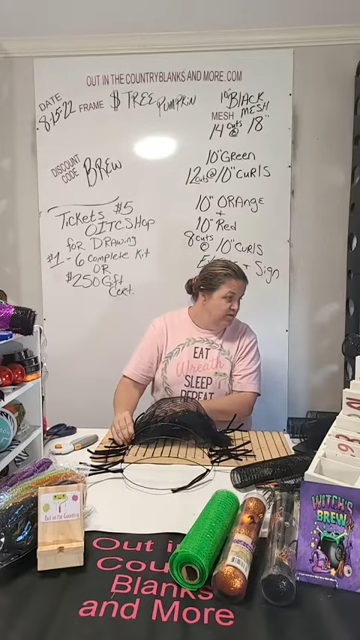 OUT IN THE COUNTRYBLANKS AND MORE.COM
DATE 8-15-22
FRAME $TREE PUMPKIN
10" BLACK MESH
MESH 14 cuts @ 18"
DISCOUNT CODE BREW
10" Green
12 cuts @ 10" cURLS
10" ORANge
+
10" Red
8 cuts @ 10" cURLS
Sign
Tickets $5
OITC Shop
for DRAWing
#1-6 complete Kit
OR
$250 Gift
Cert.
EAT
Wreath
SLEEP
REPEAT
Out in the Country
WITCH'S
BREW
Out in the
Country
Blanks
and More